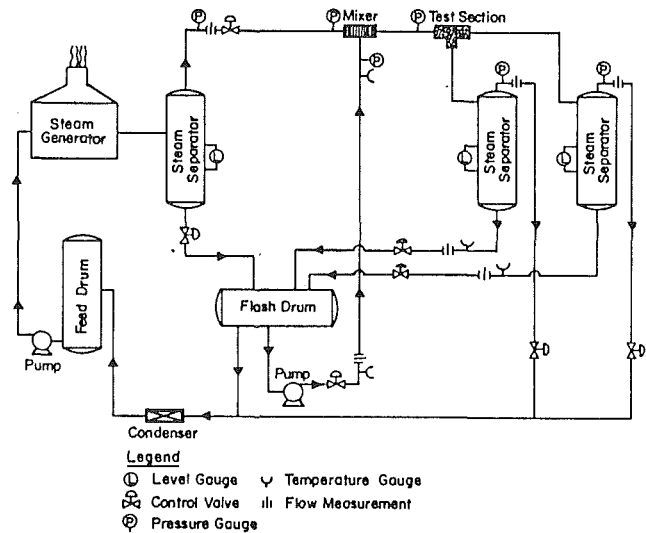 Mixer
Test Section
P
P
P
P
P
P
Steam
Generator
Steam
Separator
L
Steam
Separator
L
Steam
Separator
L
Feed Drum
Flash Drum
Pump
Pump
Condenser
Legend
L Level Gauge
Temperature Gauge
Control Valve
Flow Measurement
P Pressure Gauge